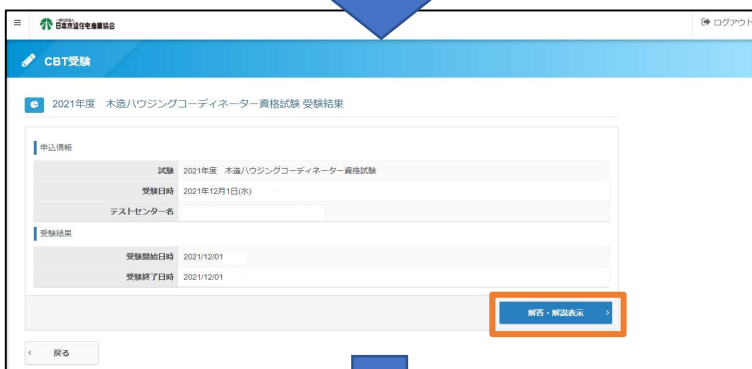 一般社団法人
日本木造住宅産業協会
ログアウト
CBT受験
2021年度 木造ハウジングコーディネーター資格試験 受験結果
申込情報
試験 2021年度 木造ハウジングコーディネーター資格試験
受験日時 2021年12月1日(水)
テストセンター名
受験結果
受験開始日時 2021/12/01
受験終了日時 2021/12/01
解答・解説表示
戻る